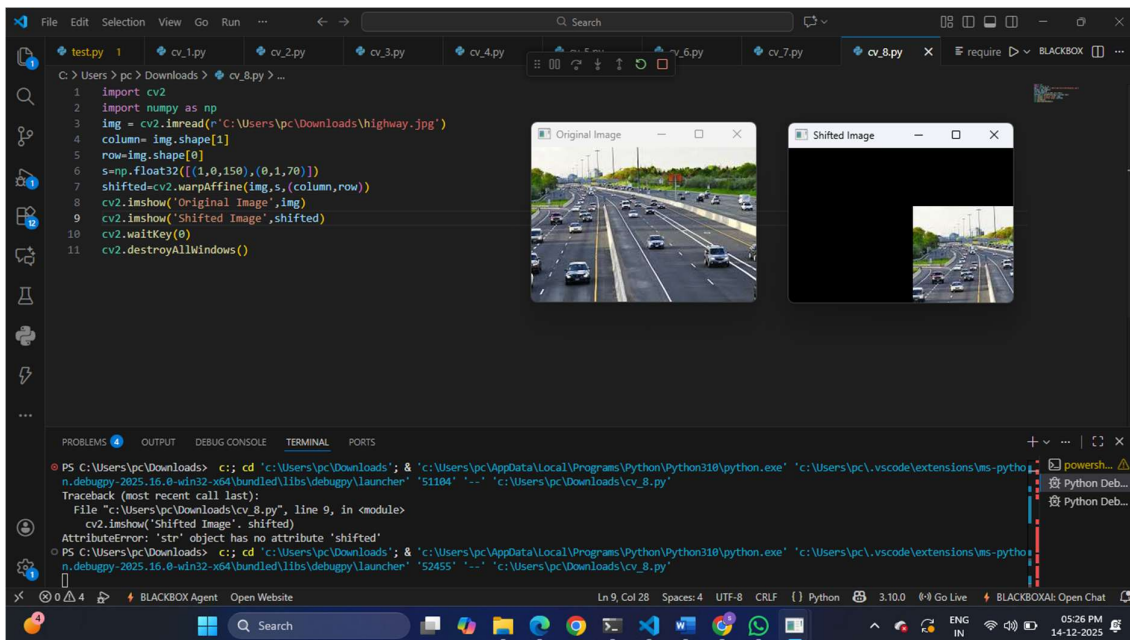 File Edit Selection View Go Run ··· Search
test.py 1 cv_1.py cv_2.py cv_3.py cv_4.py cv_6.py cv_7.py cv_8.py require BLACKBOX
C: > Users > pc > Downloads > cv_8.py > ...
1 import cv2
2 import numpy as np
3 img = cv2.imread(r'C:\Users\pc\Downloads\highway.jpg')
4 column= img.shape[1]
5 row=img.shape[0]
6 s=np.float32([(1,0,150),(0,1,70)])
7 shifted=cv2.warpAffine(img,s,(column,row))
8 cv2.imshow('Original Image',img)
9 cv2.imshow('Shifted Image',shifted)
10 cv2.waitKey(0)
11 cv2.destroyAllWindows()
Original Image
Shifted Image
1
1
12
1
PROBLEMS 4 OUTPUT DEBUG CONSOLE TERMINAL PORTS
PS C:\Users\pc\Downloads> c:; cd 'c:\Users\pc\Downloads'; & 'c:\Users\pc\AppData\Local\Programs\Python\Python310\python.exe' 'c:\Users\pc\.vscode\extensions\ms-pytho
n.debugpy-2025.16.0-win32-x64\bundled\libs\debugpy\launcher' '51104' '--' 'c:\Users\pc\Downloads\cv_8.py'
Traceback (most recent call last):
File "c:\Users\pc\Downloads\cv_8.py", line 9, in <module>
cv2.imshow('Shifted Image'. shifted)
AttributeError: 'str' object has no attribute 'shifted'
PS C:\Users\pc\Downloads> c:; cd 'c:\Users\pc\Downloads'; & 'c:\Users\pc\AppData\Local\Programs\Python\Python310\python.exe' 'c:\Users\pc\.vscode\extensions\ms-pytho
n.debugpy-2025.16.0-win32-x64\bundled\libs\debugpy\launcher' '52455' '--' 'c:\Users\pc\Downloads\cv_8.py'
powersh...
Python Deb...
Python Deb...
0 4 BLACKBOX Agent Open Website Ln 9, Col 28 Spaces: 4 UTF-8 CRLF {} Python 3.10.0 Go Live BLACKBOXAI: Open Chat
4 Search ENG 05:26 PM
IN 14-12-2025